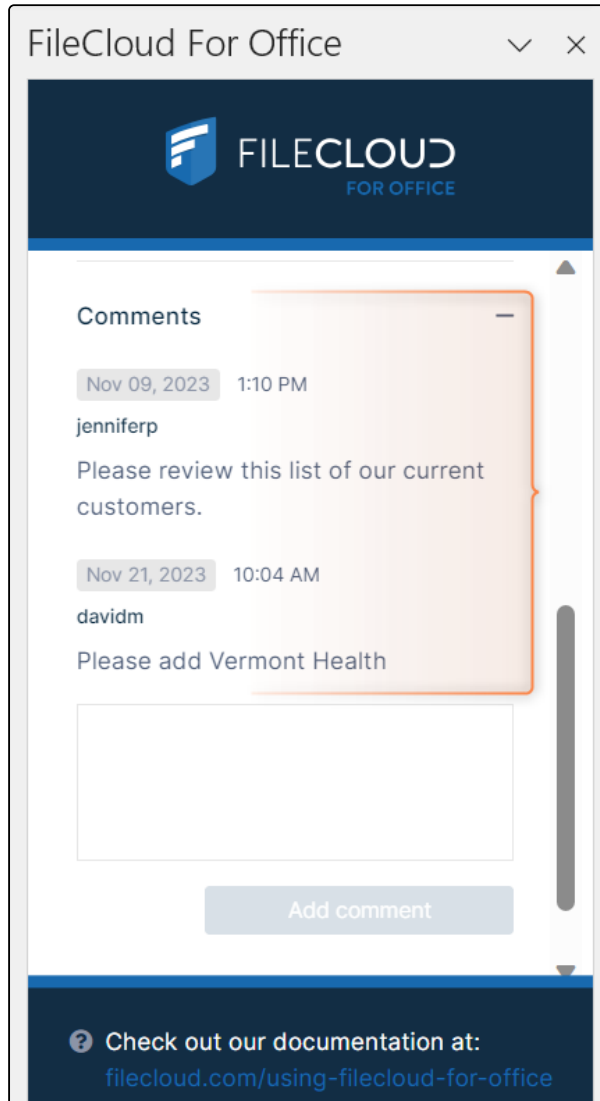 FileCloud For Office
FILECLOUD
FOR OFFICE
Comments
Nov 09, 2023 1:10 PM
jenniferp
Please review this list of our current
customers.
Nov 21, 2023 10:04 AM
davidm
Please add Vermont Health
Add comment
Check out our documentation at:
filecloud.com/using-filecloud-for-office